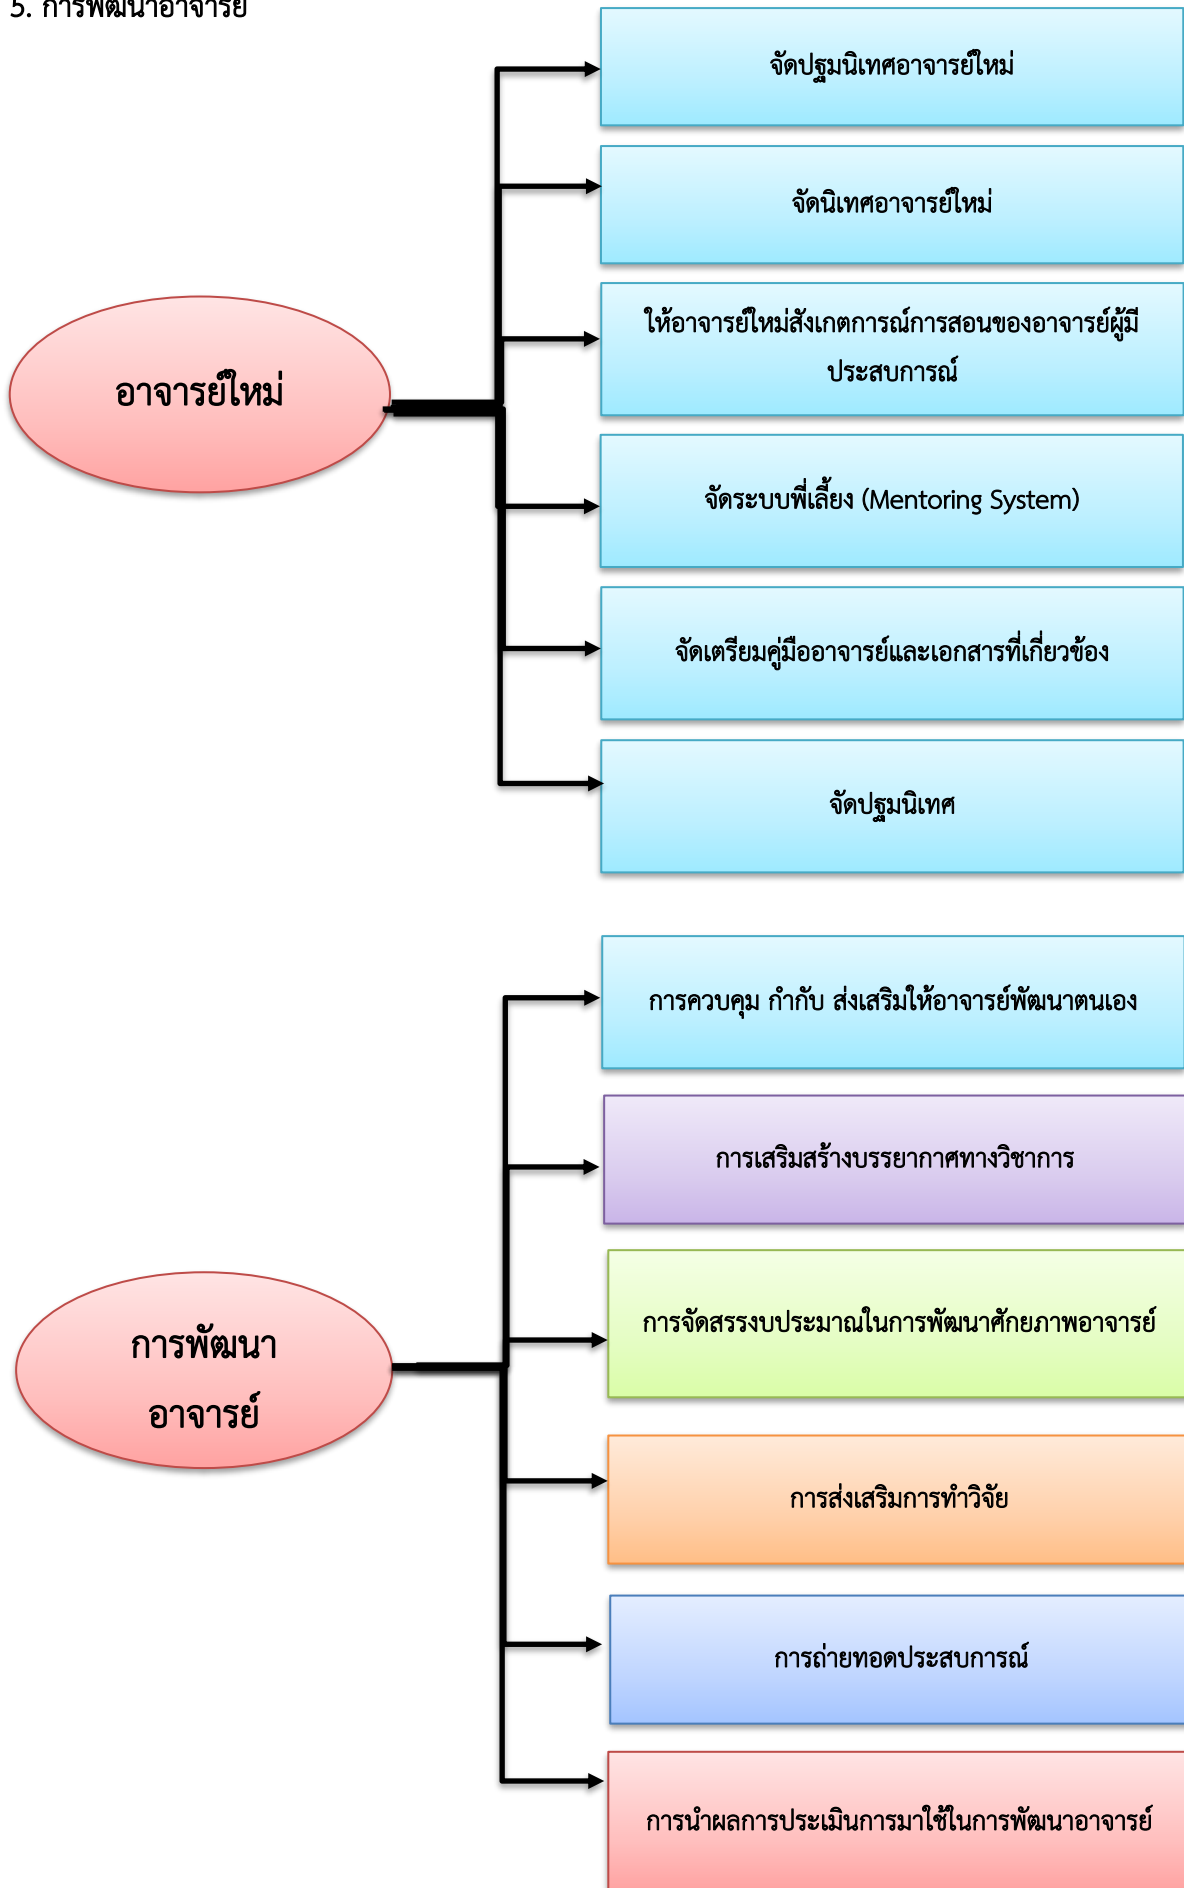 5. การพัฒนาอาจารย์
จัดปฐมนิเทศอาจารย์ใหม่
จัดนิเทศอาจารย์ใหม่
ให้อาจารย์ใหม่สังเกตการณ์การสอนของอาจารย์ผู้มี
ประสบการณ์
อาจารย์ใหม่
จัดระบบพี่เลี้ยง (Mentoring System)
จัดเตรียมคู่มืออาจารย์และเอกสารที่เกี่ยวข้อง
จัดปฐมนิเทศ
การควบคุม กำกับ ส่งเสริมให้อาจารย์พัฒนาตนเอง
การเสริมสร้างบรรยากาศทางวิชาการ
การจัดสรรงบประมาณในการพัฒนาศักยภาพอาจารย์
การพัฒนา
อาจารย์
การส่งเสริมการทำวิจัย
การถ่ายทอดประสบการณ์
การนำผลการประเมินการมาใช้ในการพัฒนาอาจารย์